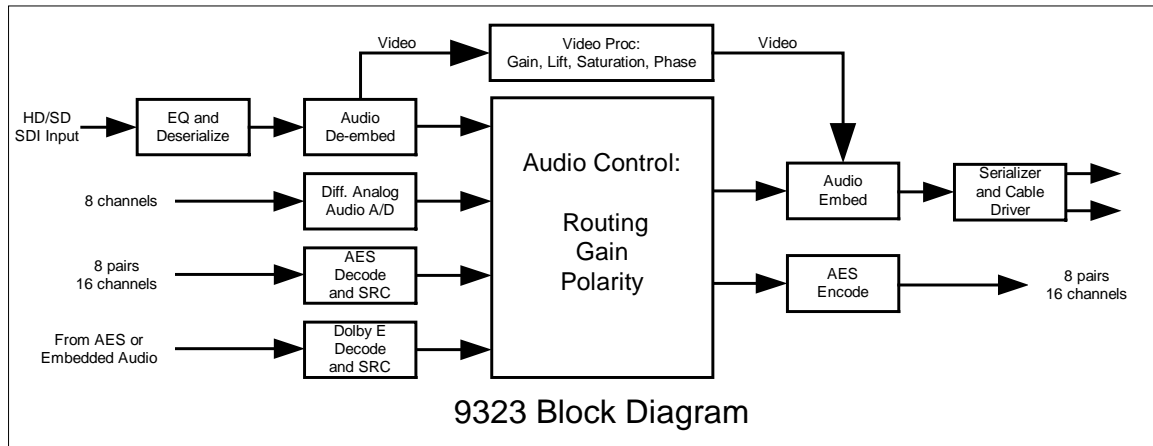 Video
Video Proc:
Gain, Lift, Saturation, Phase
Video
HD/SD
SDI Input
EQ and
Deserialize
Audio
De-embed
8 channels
Diff. Analog
Audio A/D
8 pairs
16 channels
AES
Decode
and SRC
From AES or
Embedded Audio
Dolby E
Decode
and SRC
Audio Control:
Routing
Gain
Polarity
Audio
Embed
Serializer
and Cable
Driver
AES
Encode
8 pairs
16 channels
9323 Block Diagram